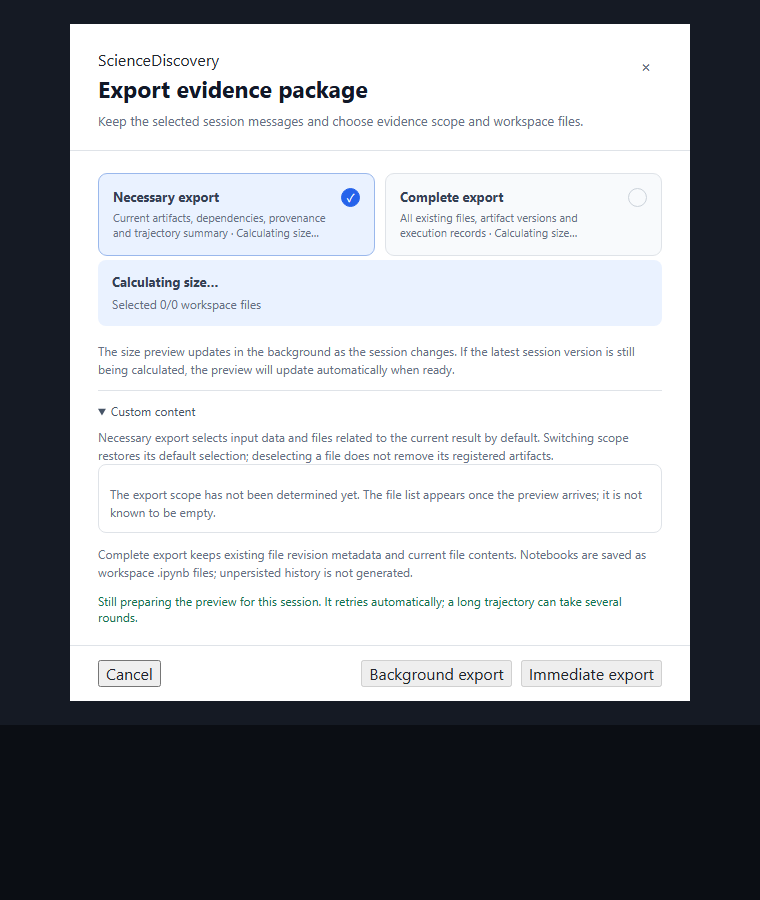 ScienceDiscovery
×
Export evidence package
Keep the selected session messages and choose evidence scope and workspace files.
Necessary export
✓
Current artifacts, dependencies, provenance
and trajectory summary · Calculating size...
Complete export
All existing files, artifact versions and
execution records · Calculating size...
Calculating size...
Selected 0/0 workspace files
The size preview updates in the background as the session changes. If the latest session version is still
being calculated, the preview will update automatically when ready.
▼ Custom content
Necessary export selects input data and files related to the current result by default. Switching scope
restores its default selection; deselecting a file does not remove its registered artifacts.
The export scope has not been determined yet. The file list appears once the preview arrives; it is not
known to be empty.
Complete export keeps existing file revision metadata and current file contents. Notebooks are saved as
workspace .ipynb files; unpersisted history is not generated.
Still preparing the preview for this session. It retries automatically; a long trajectory can take several
rounds.
Cancel
Background export
Immediate export